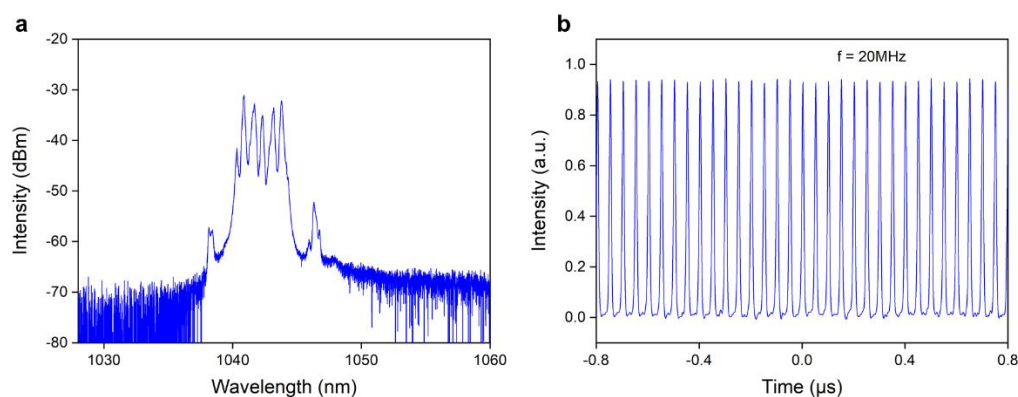 a
-20
-30
-40
-50
-60
-70
-80
Intensity (dBm)
1030 1040 1050 1060
Wavelength (nm)
b
f = 20MHz
1.0
0.8
0.6
0.4
0.2
0.0
Intensity (a.u.)
-0.8 -0.4 0.0 0.4 0.8
Time (μs)